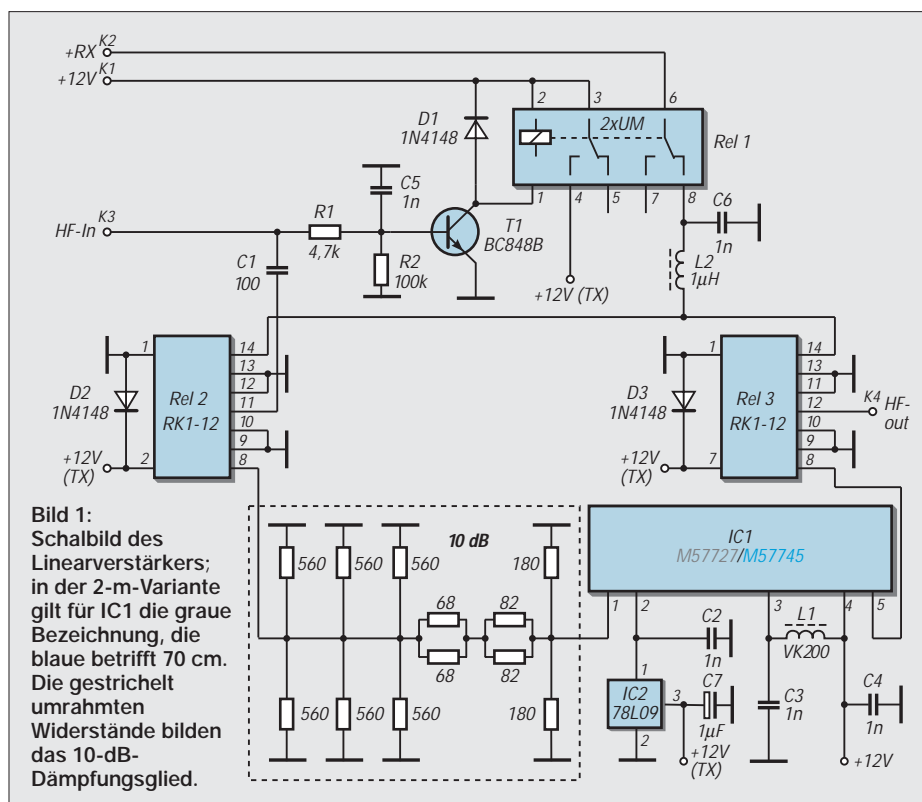 +RX K2
+12V K1
2 3 6
2xUM
Rel 1
D1
1N4148
C5
1n
1 4 5 7 8
HF-In K3
R1
4,7k
T1
BC848B
C6
1n
C1
100
R2
100k
L2
1µH
+12V (TX)
1
14
13
12
11
10
9
8
2
D2
1N4148
Rel 2
RK1-12
+12V
(TX)
1
14
13
11
12
10
9
8
7
D3
1N4148
Rel 3
RK1-12
K4 HF-
out
+12V
(TX)
Bild 1:
Schalbild des
Linearverstärkers;
in der 2-m-Variante
gilt für IC1 die graue
Bezeichnung, die
blaue betrifft 70 cm.
Die gestrichelt
umrahmten
Widerstände bilden
das 10-dB-
Dämpfungsglied.
10 dB
560 560 560 180
68 82
68 82
560 560 560 180
IC1
M57727/M57745
1 2 3 4 5
L1
VK200
C2
1n
1
IC2
78L09
3
2
C7
1µF
C3
1n
C4
1n
+12V
(TX)
+12V